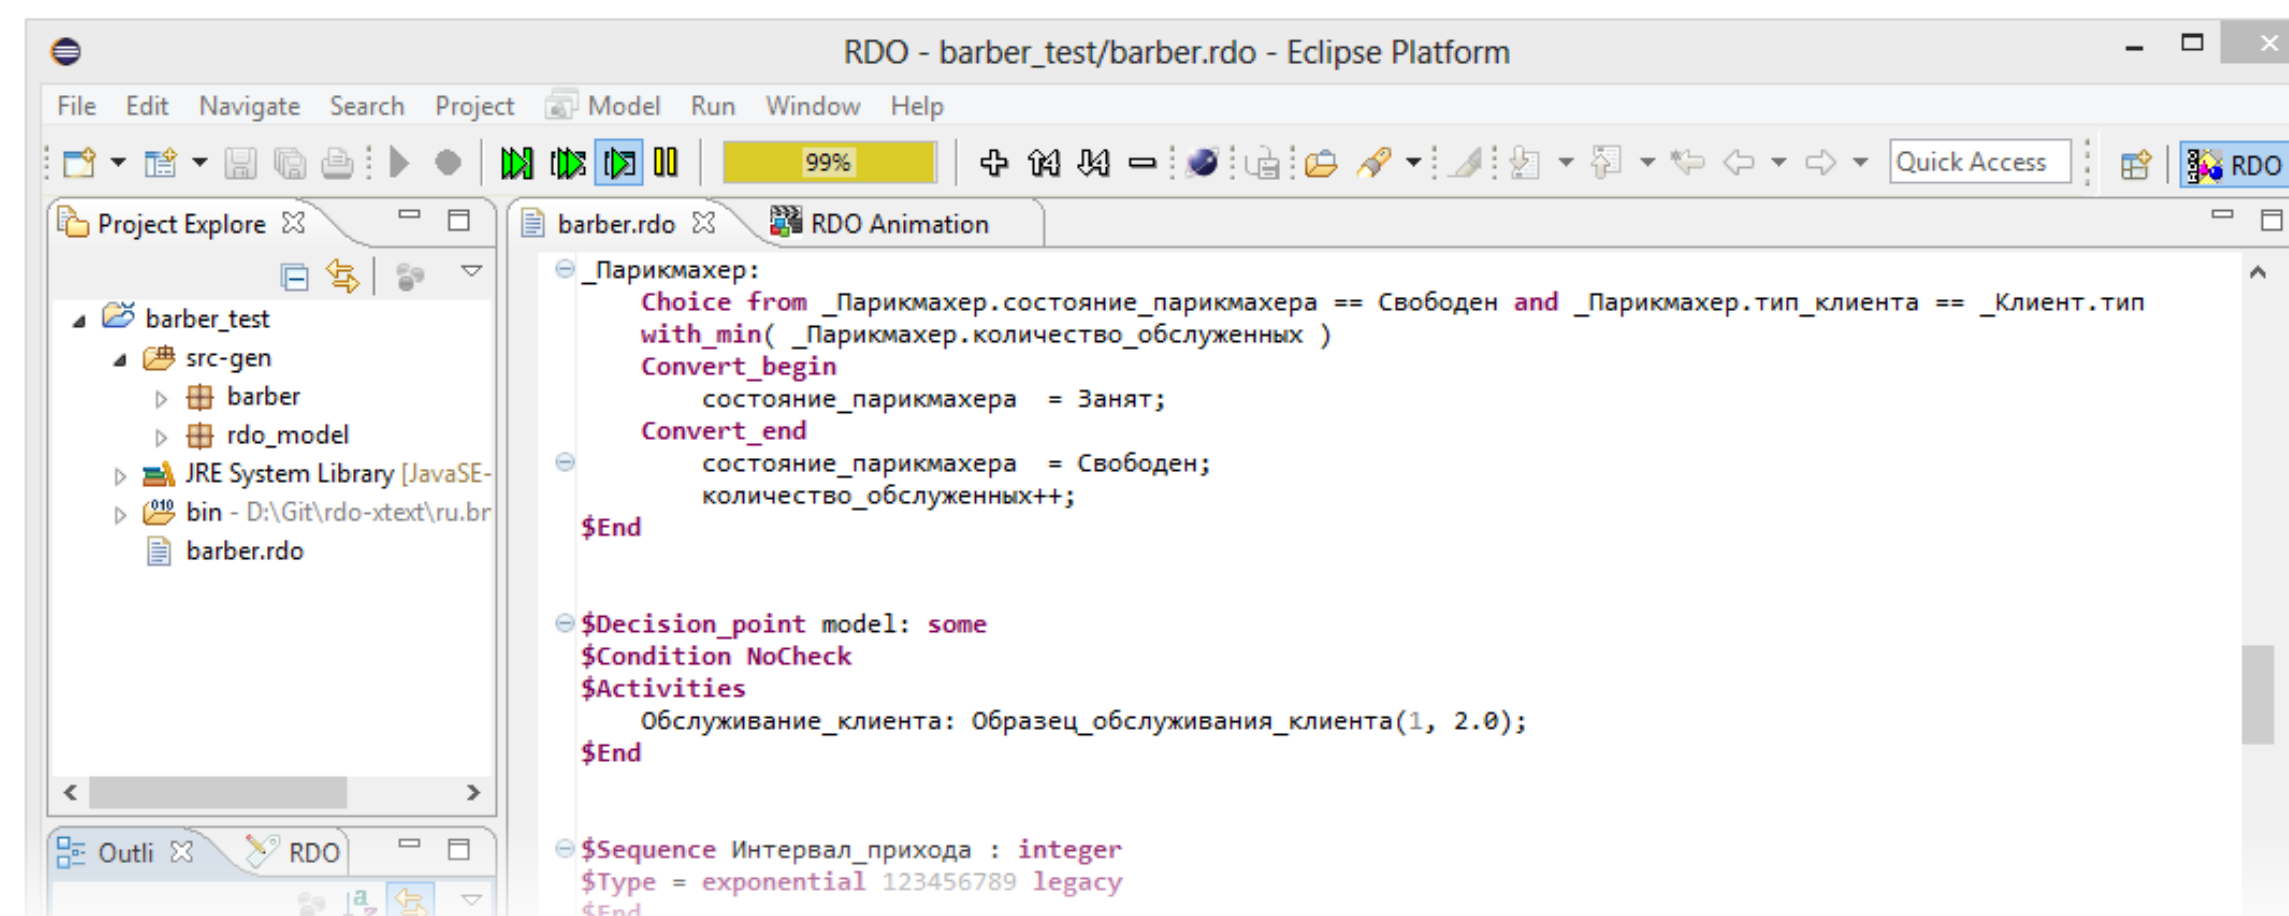 RDO - barber_test/barber.rdo - Eclipse Platform
File Edit Navigate Search Project Model Run Window Help
99% Quick Access RDO
Project Explore
barber_test
src-gen
barber
rdo_model
JRE System Library [JavaSE-
bin - D:\Git\rdo-xtext\ru.br
barber.rdo
Outli RDO
barber.rdo RDO Animation
_Парикмахер:
Choice from _Парикмахер.состояние_парикмахера == Свободен and _Парикмахер.тип_клиента == _Клиент.тип
with_min( _Парикмахер.количество_обслуженных )
Convert_begin
состояние_парикмахера = Занят;
Convert_end
состояние_парикмахера = Свободен;
количество_обслуженных++;
$End
$Decision_point model: some
$Condition NoCheck
$Activities
Обслуживание_клиента: Образец_обслуживания_клиента(1, 2.0);
$End
$Sequence Интервал_прихода : integer
$Type = exponential 123456789 legacy
$End